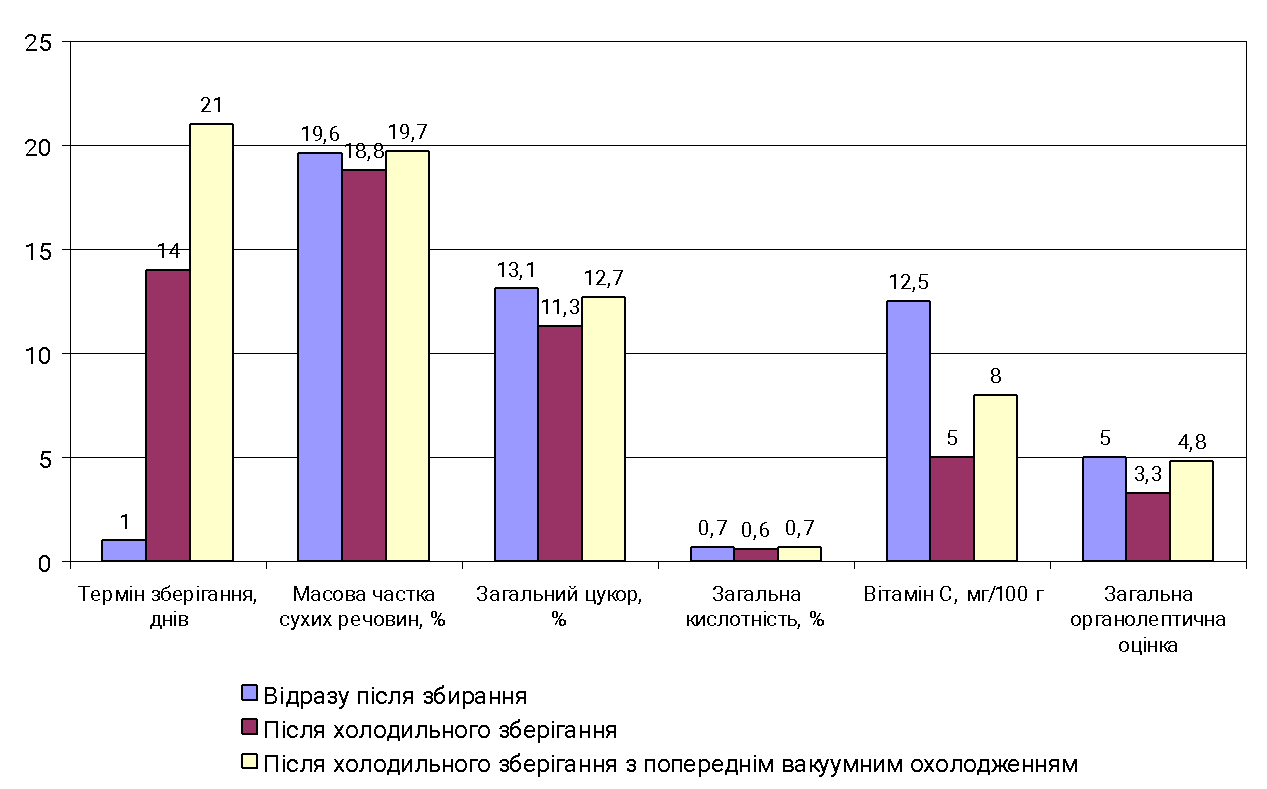 25
20
15
10
5
0
1
14
21
19,6
18,8
19,7
13,1
11,3
12,7
0,7
0,6
0,7
12,5
5
8
5
3,3
4,8
Термін зберігання,
днів
Масова частка
сухих речовин, %
Загальний цукор,
%
Загальна
кислотність, %
Вітамін С, мг/100 г
Загальна
органолептична
оцінка
Відразу після збирання
Після холодильного зберігання
Після холодильного зберігання з попереднім вакуумним охолодженням